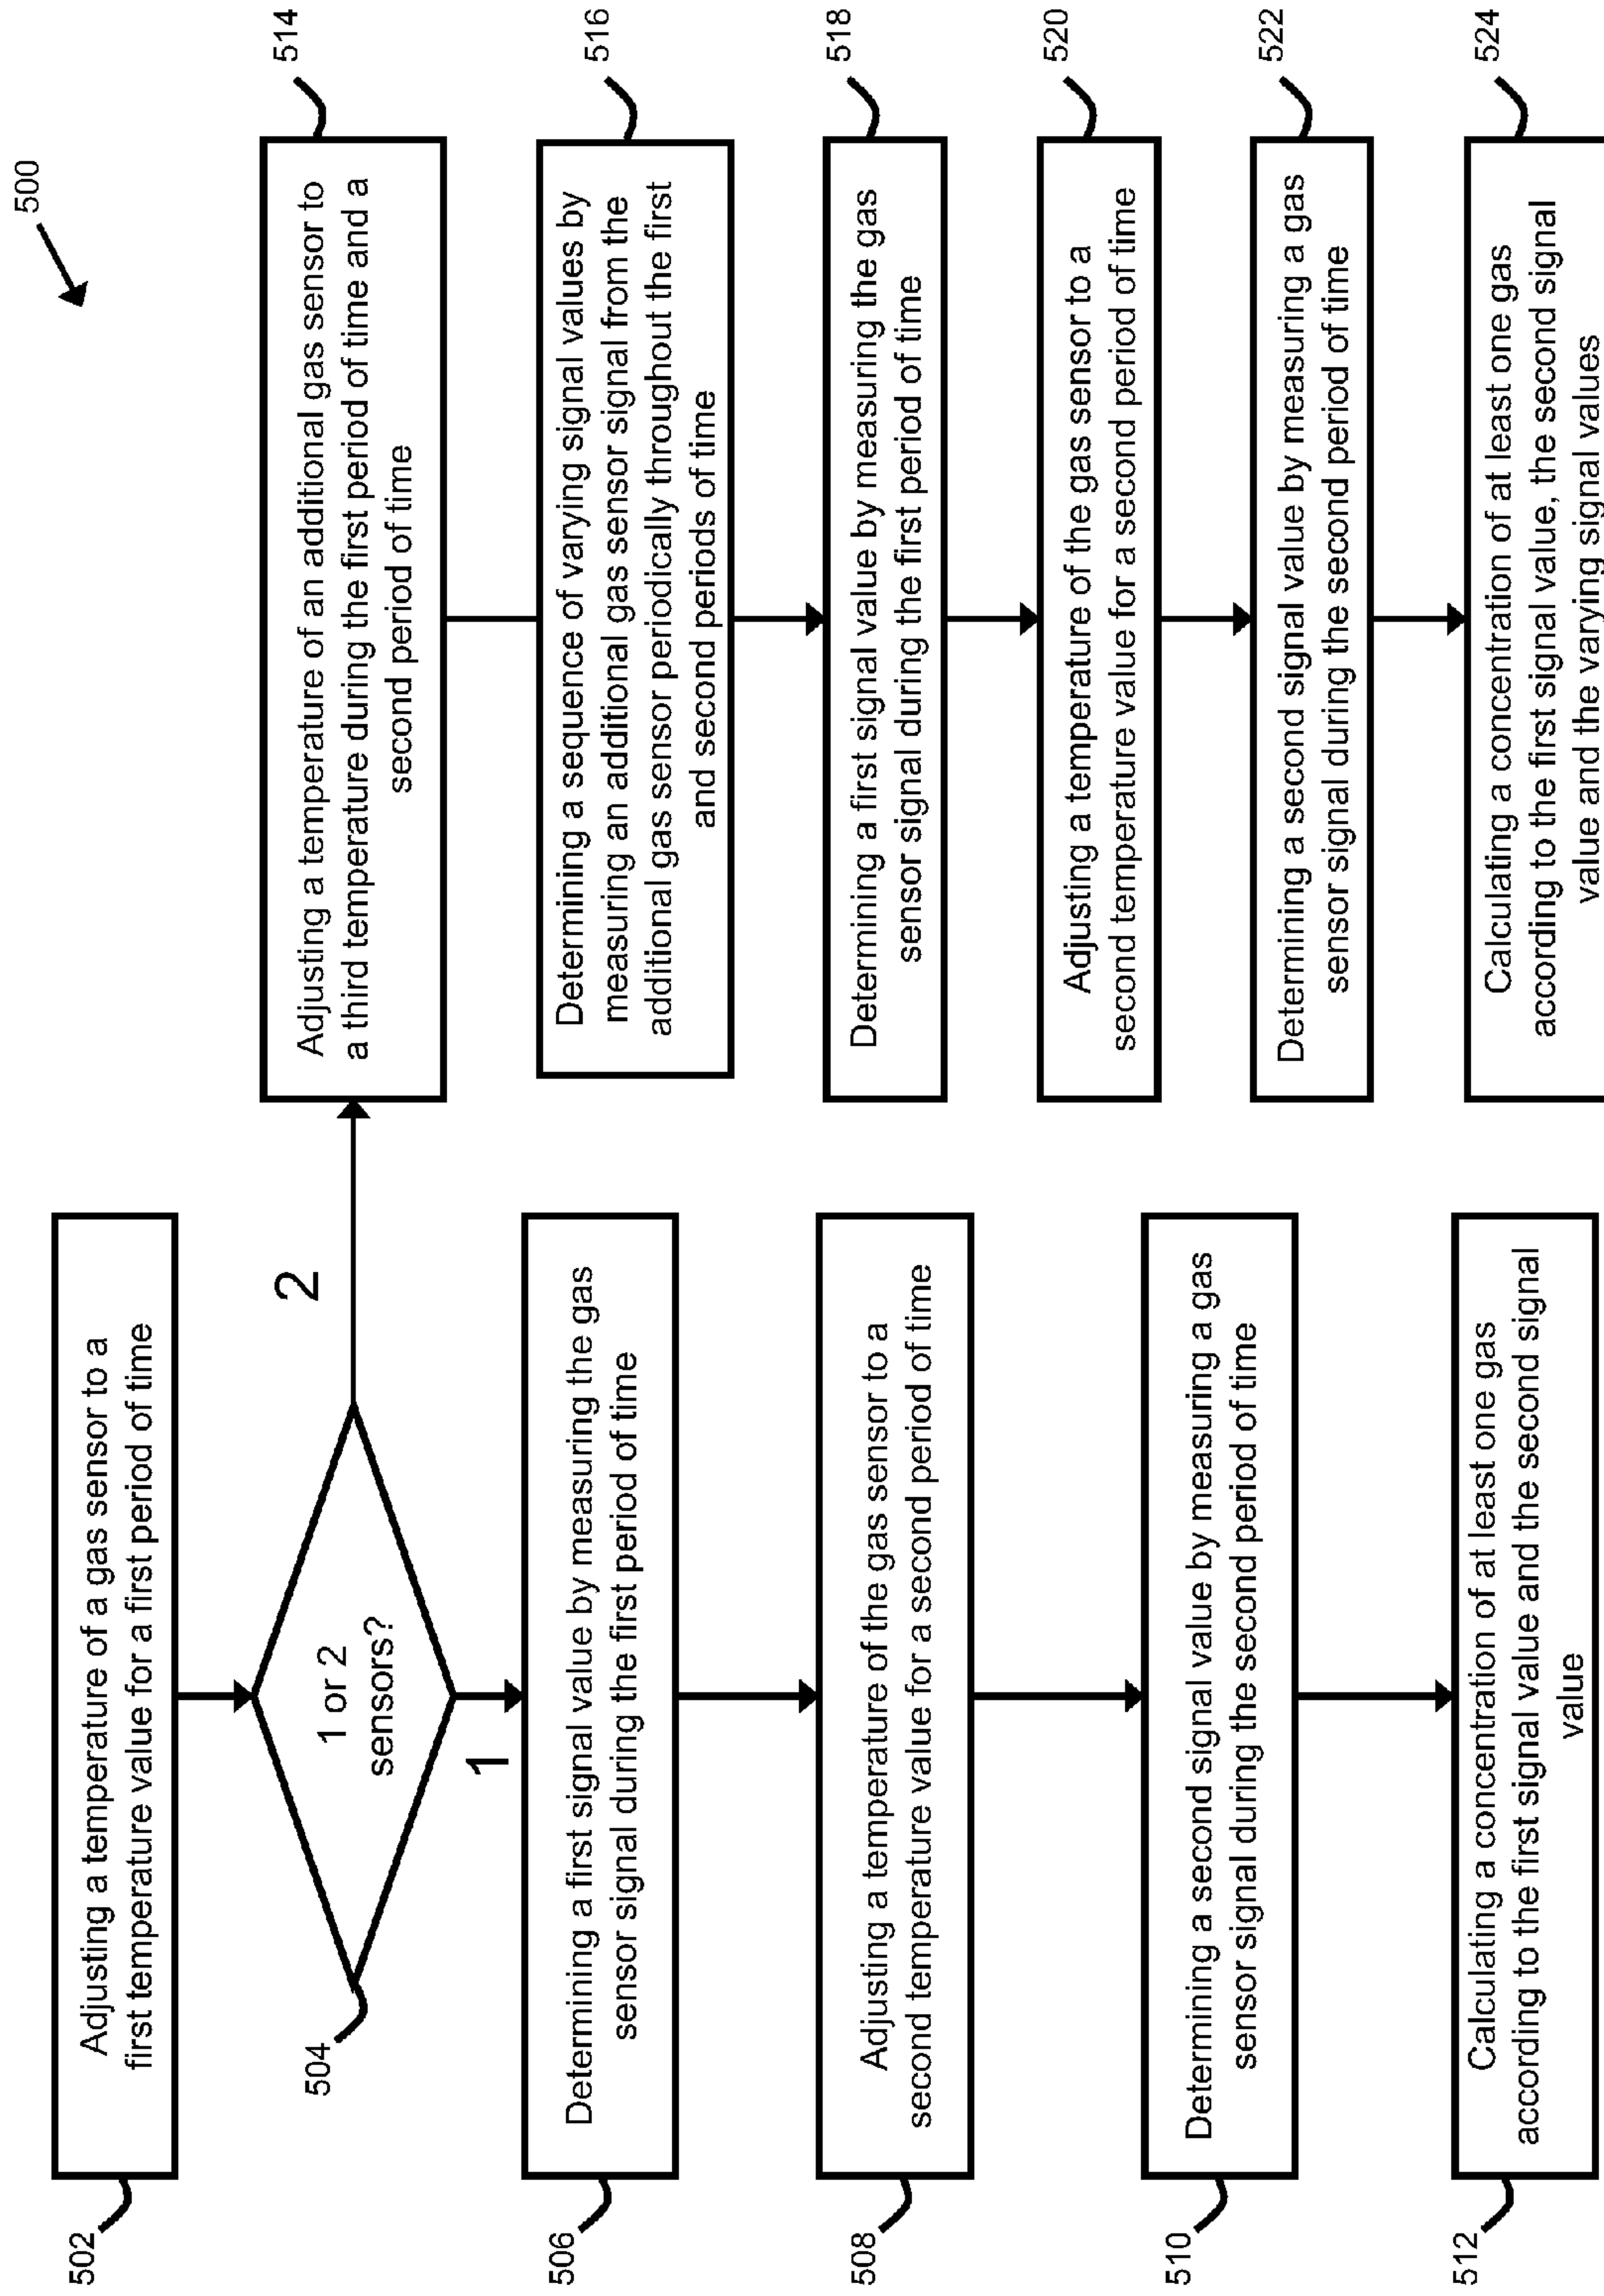 500
502
Adjusting a temperature of a gas sensor to a
first temperature value for a first period of time
504
1 or 2
sensors?
2
1
506
Determining a first signal value by measuring the gas
sensor signal during the first period of time
508
Adjusting a temperature of the gas sensor to a
second temperature value for a second period of time
510
Determining a second signal value by measuring a gas
sensor signal during the second period of time
512
Calculating a concentration of at least one gas
according to the first signal value and the second signal
value
514
Adjusting a temperature of an additional gas sensor to
a third temperature during the first period of time and a
second period of time
516
Determining a sequence of varying signal values by
measuring an additional gas sensor signal from the
additional gas sensor periodically throughout the first
and second periods of time
518
Determining a first signal value by measuring the gas
sensor signal during the first period of time
520
Adjusting a temperature of the gas sensor to a
second temperature value for a second period of time
522
Determining a second signal value by measuring a gas
sensor signal during the second period of time
524
Calculating a concentration of at least one gas
according to the first signal value, the second signal
value and the varying signal values